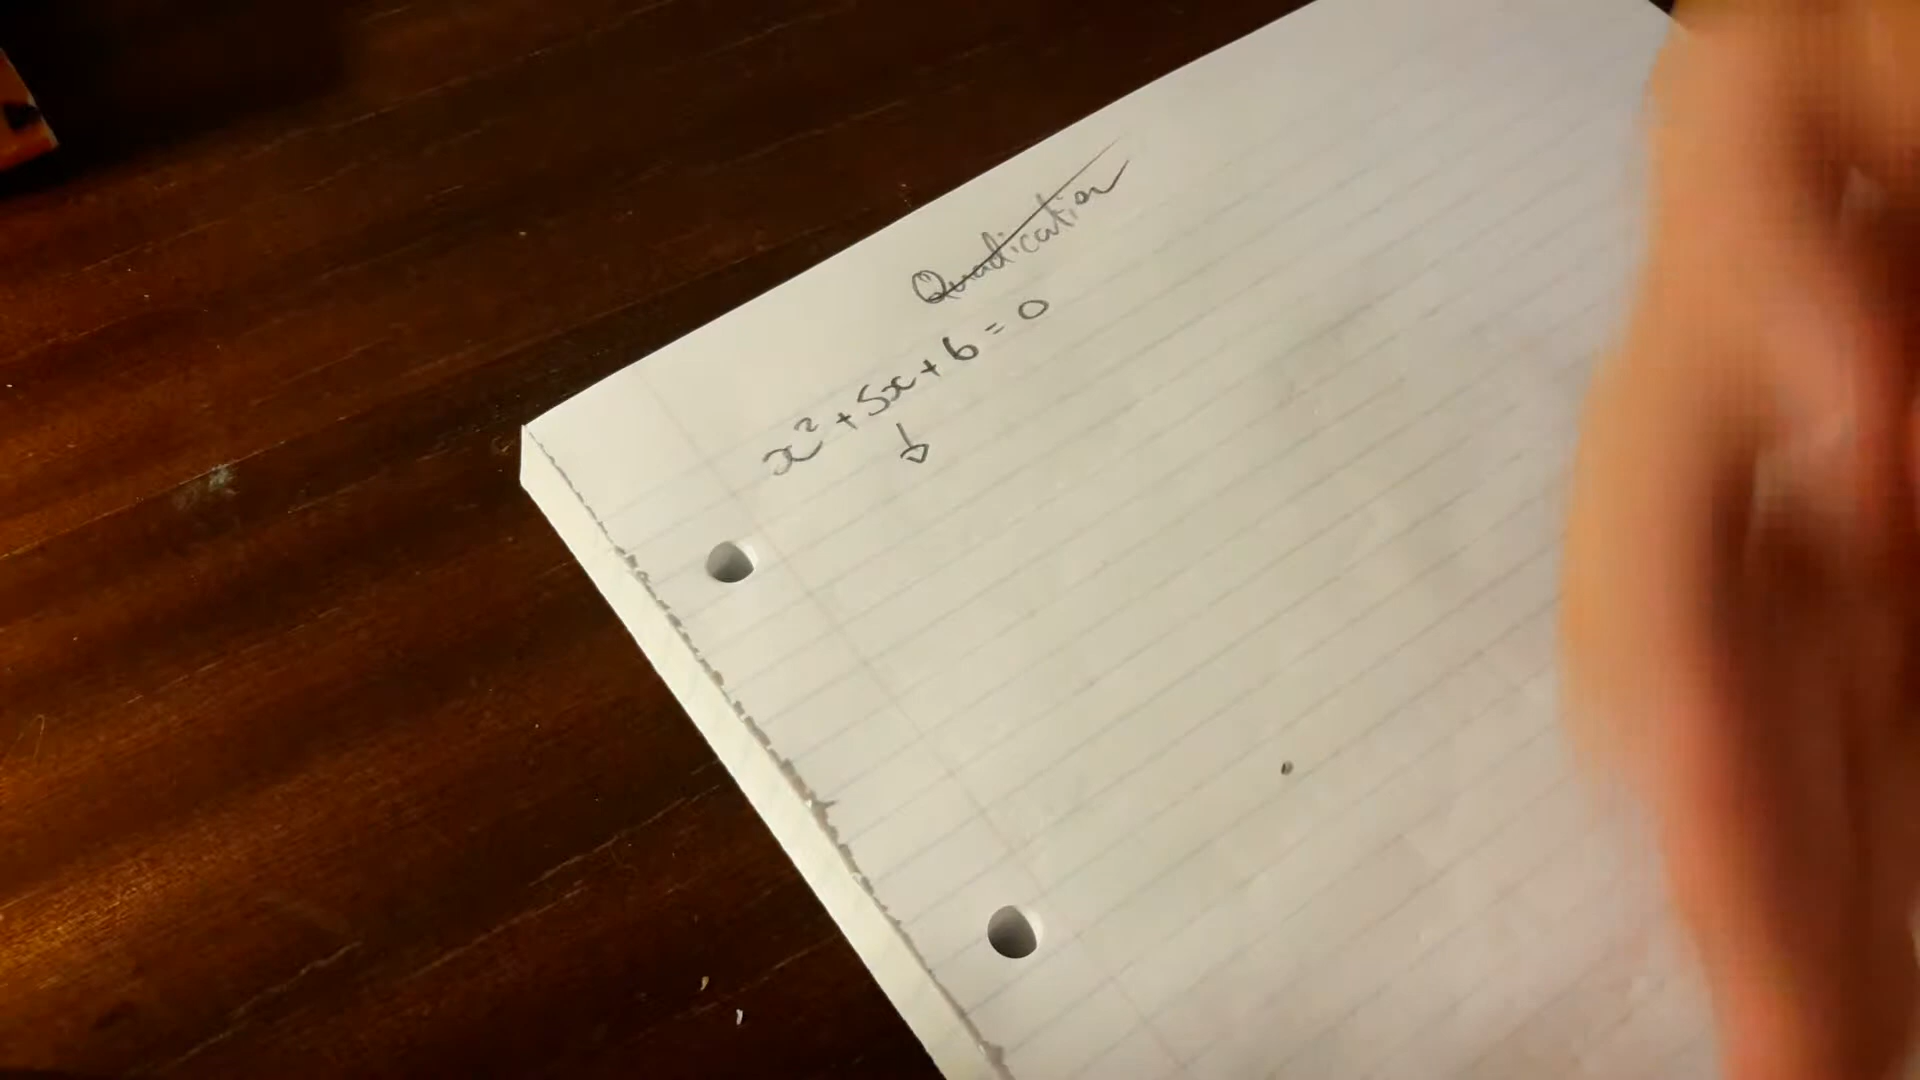 Quadication
x² + 5x + 6 = 0